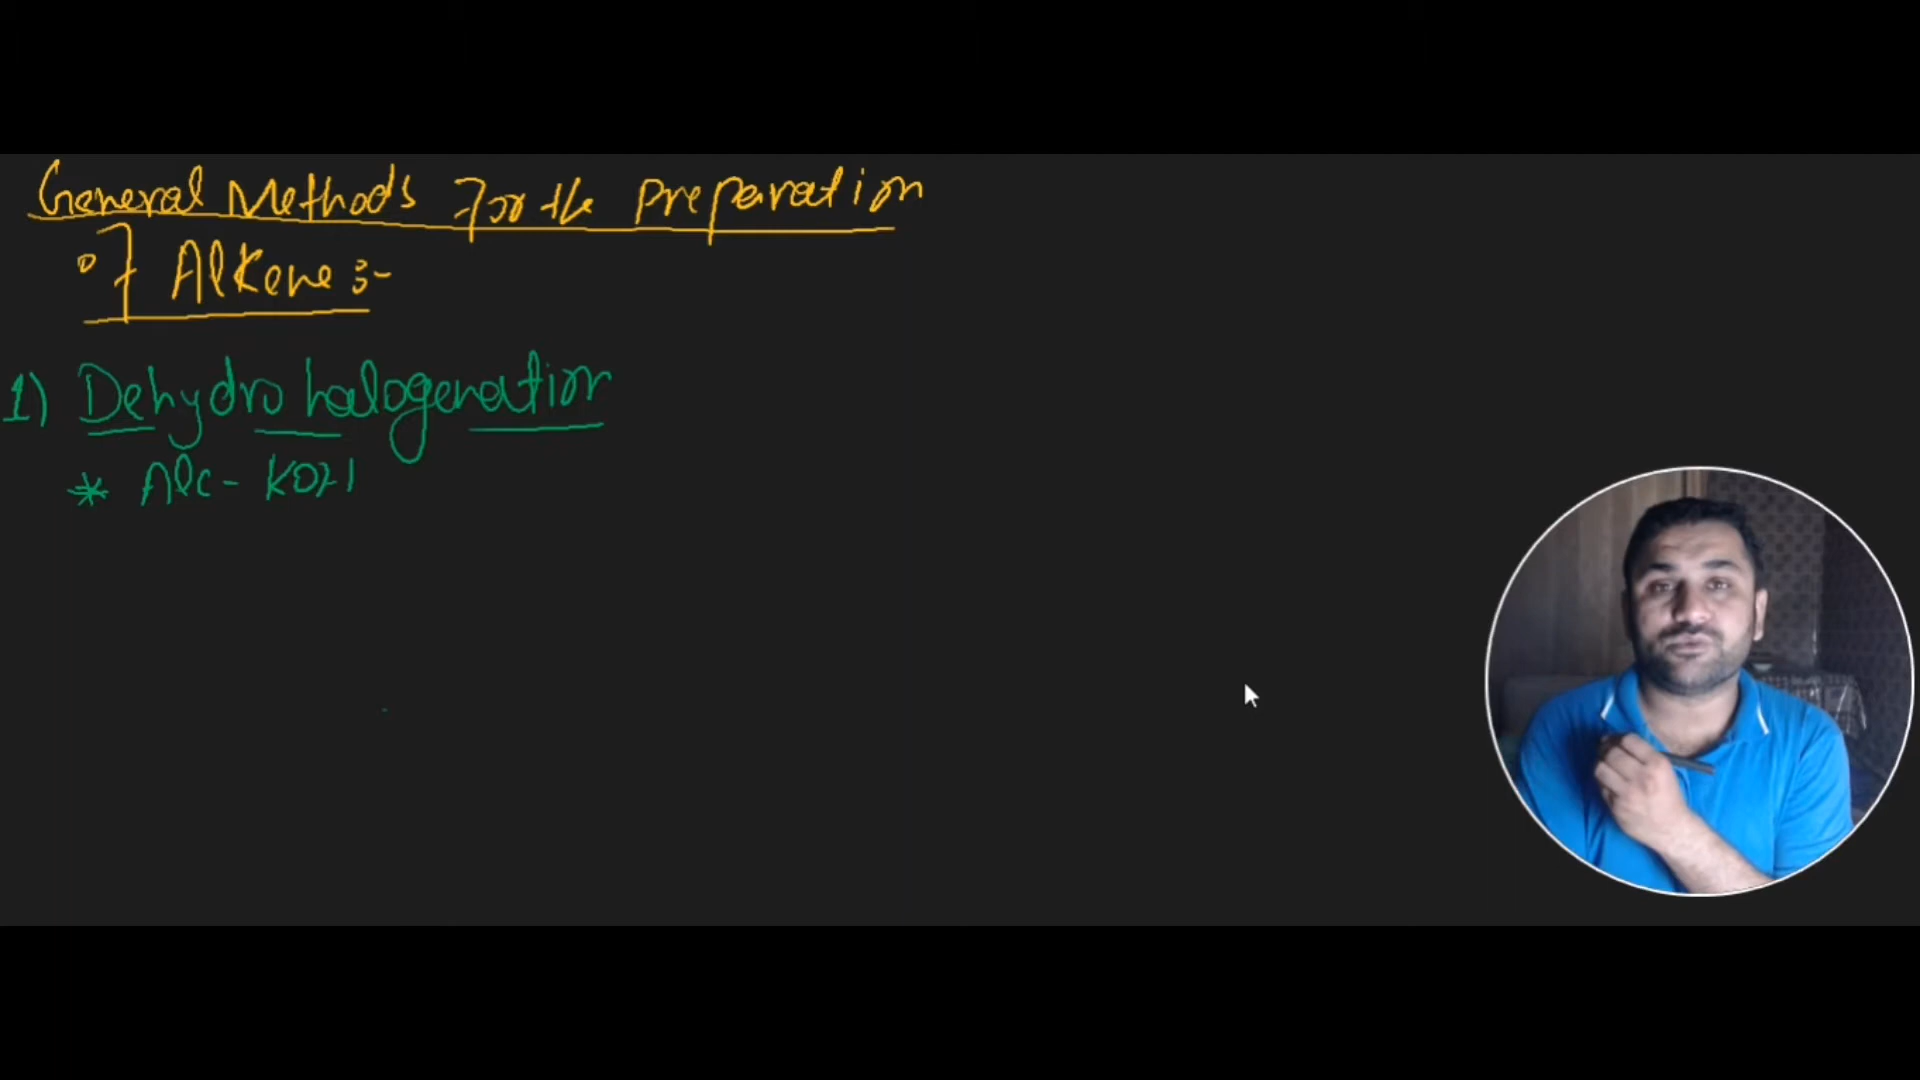 General Methods for the preparation
of Alkene :-
1) Dehydrohalogenation
* Alc - KOH